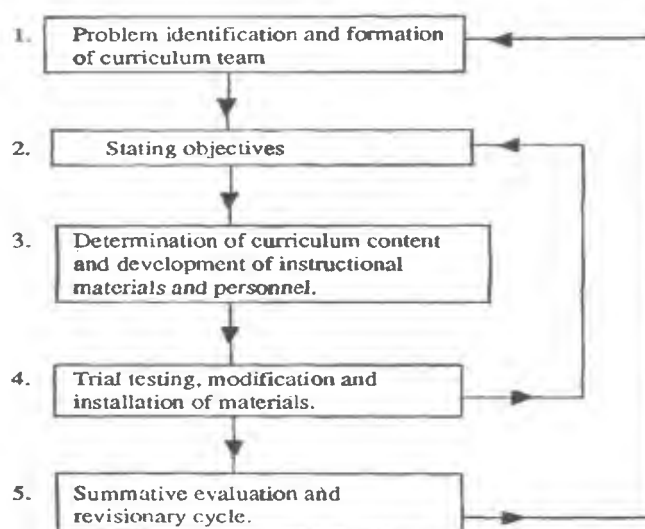 1. Problem identification and formation
of curriculum team
2. Stating objectives
3. Determination of curriculum content
and development of instructional
materials and personnel.
4. Trial testing, modification and
installation of materials.
5. Summative evaluation and
revisionary cycle.